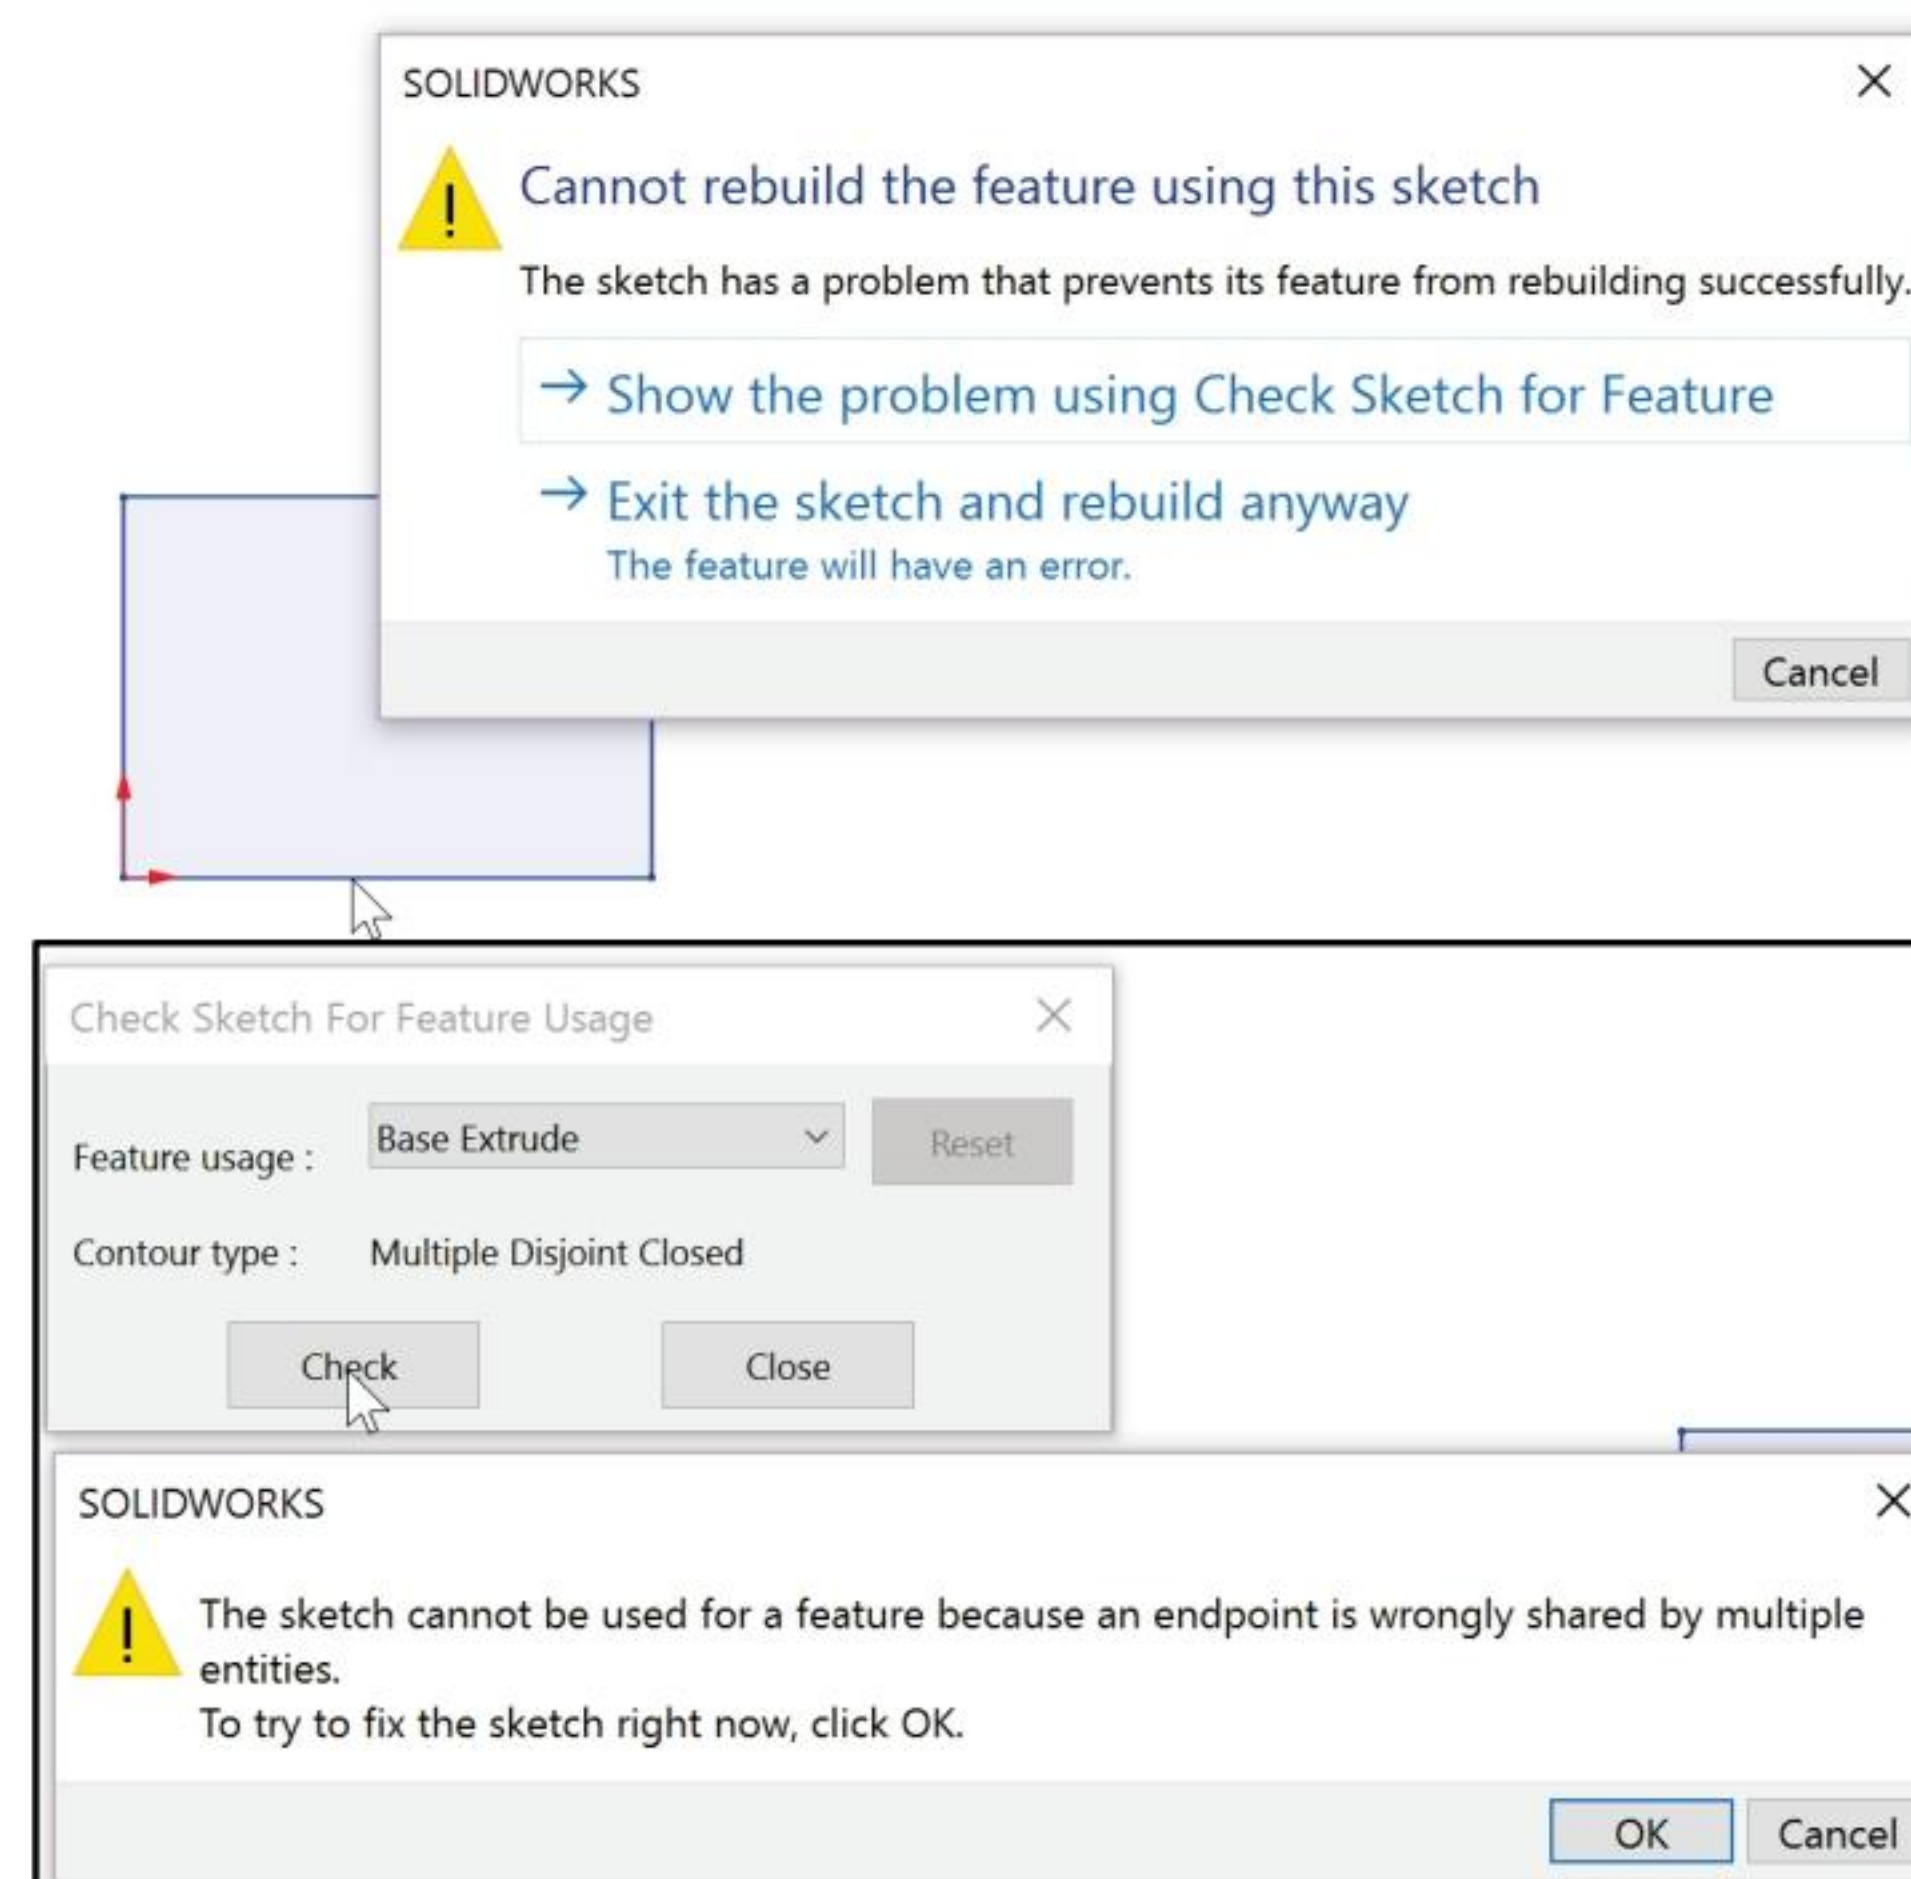 SOLIDWORKS
Cannot rebuild the feature using this sketch
The sketch has a problem that prevents its feature from rebuilding successfully.
→ Show the problem using Check Sketch for Feature
→ Exit the sketch and rebuild anyway
The feature will have an error.
Cancel
Check Sketch For Feature Usage
Feature usage : Base Extrude Reset
Contour type : Multiple Disjoint Closed
Check Close
SOLIDWORKS
The sketch cannot be used for a feature because an endpoint is wrongly shared by multiple
entities.
To try to fix the sketch right now, click OK.
OK Cancel